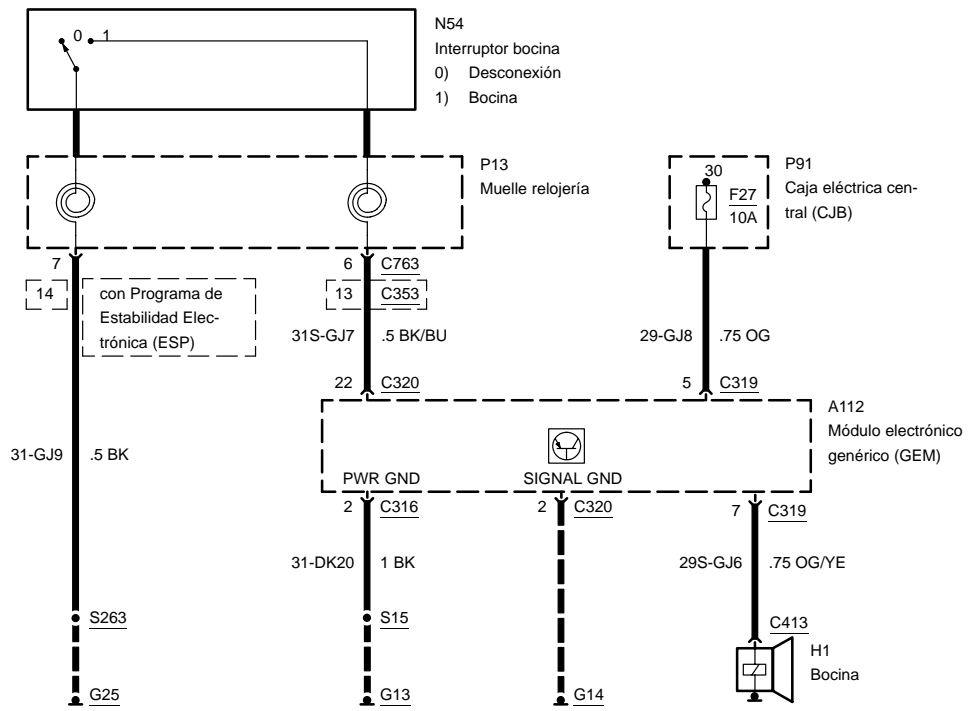 N54
Interruptor bocina
0) Desconexión
1) Bocina
0 1
P13
Muelle relojería
P91
Caja eléctrica cen-
tral (CJB)
30
F27
10A
7
6 C763
14
13 C353
con Programa de
Estabilidad Elec-
trónica (ESP)
31S-GJ7 .5 BK/BU
29-GJ8 .75 OG
22 C320
5 C319
A112
Módulo electrónico
genérico (GEM)
31-GJ9 .5 BK
PWR GND
SIGNAL GND
2 C316
2 C320
7 C319
31-DK20 1 BK
29S-GJ6 .75 OG/YE
S263
S15
C413
H1
Bocina
G25
G13
G14